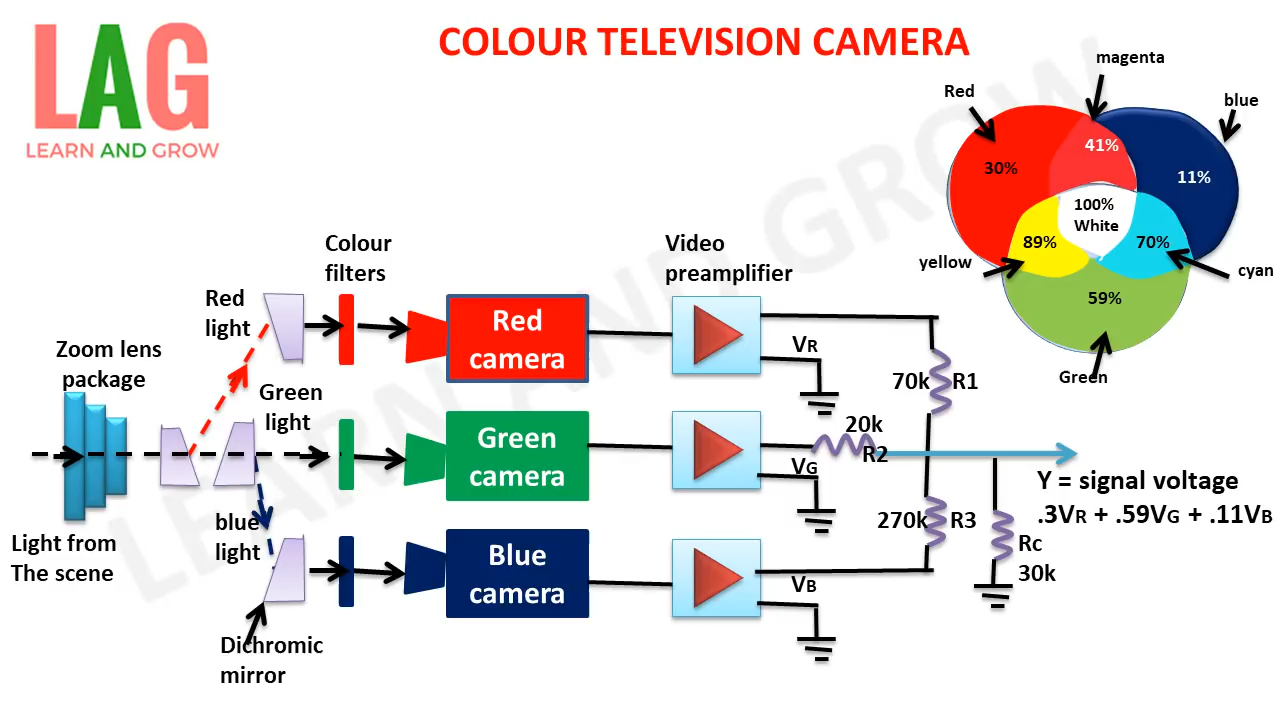 LAG
LEARN AND GROW
COLOUR TELEVISION CAMERA
magenta
Red
blue
41%
30%
11%
100%
White
89%
70%
yellow
cyan
59%
Green
Colour
filters
Video
preamplifier
Red
light
Red
camera
VR
Zoom lens
package
Green
light
70k
R1
Green
camera
20k
R2
VG
Y = signal voltage
.3VR + .59VG + .11VB
blue
light
270k
R3
Rc
30k
Light from
The scene
Blue
camera
VB
Dichromic
mirror
LEARN AND GROW